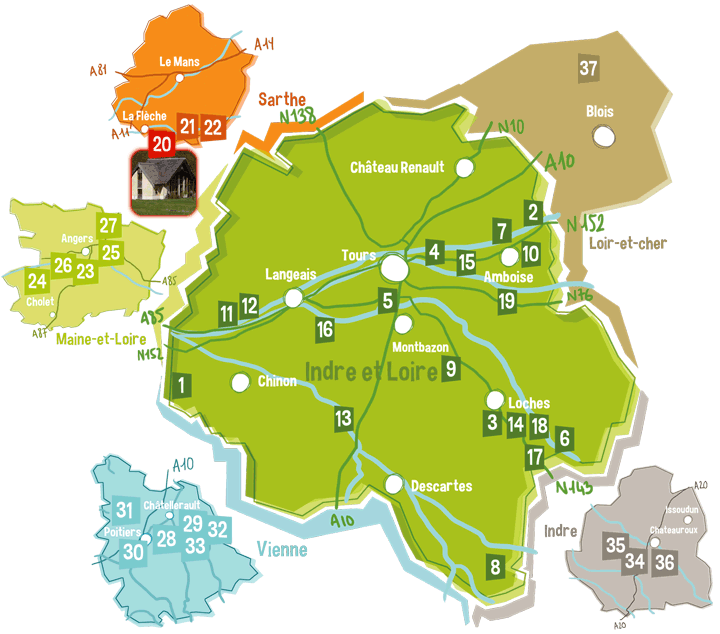 Le Mans
A81
A14
La Flèche
A11
21
22
20
Sarthe
N138
37
Blois
Loir-et-cher
N10
A10
Château Renault
2
N152
7
4
15
10
Tours
Amboise
19
N76
Langeais
5
12
11
16
Montbazon
Indre et Loire
9
1
Chinon
13
Loches
3
14
18
6
17
N143
Descartes
A10
8
27
Angers
25
26
23
24
Cholet
A85
A87
Maine-et-Loire
A85
N152
A10
31
Châtellerault
Poitiers
29
32
28
30
33
Vienne
Indre
A20
Issoudun
Chateauroux
35
34
36
A20